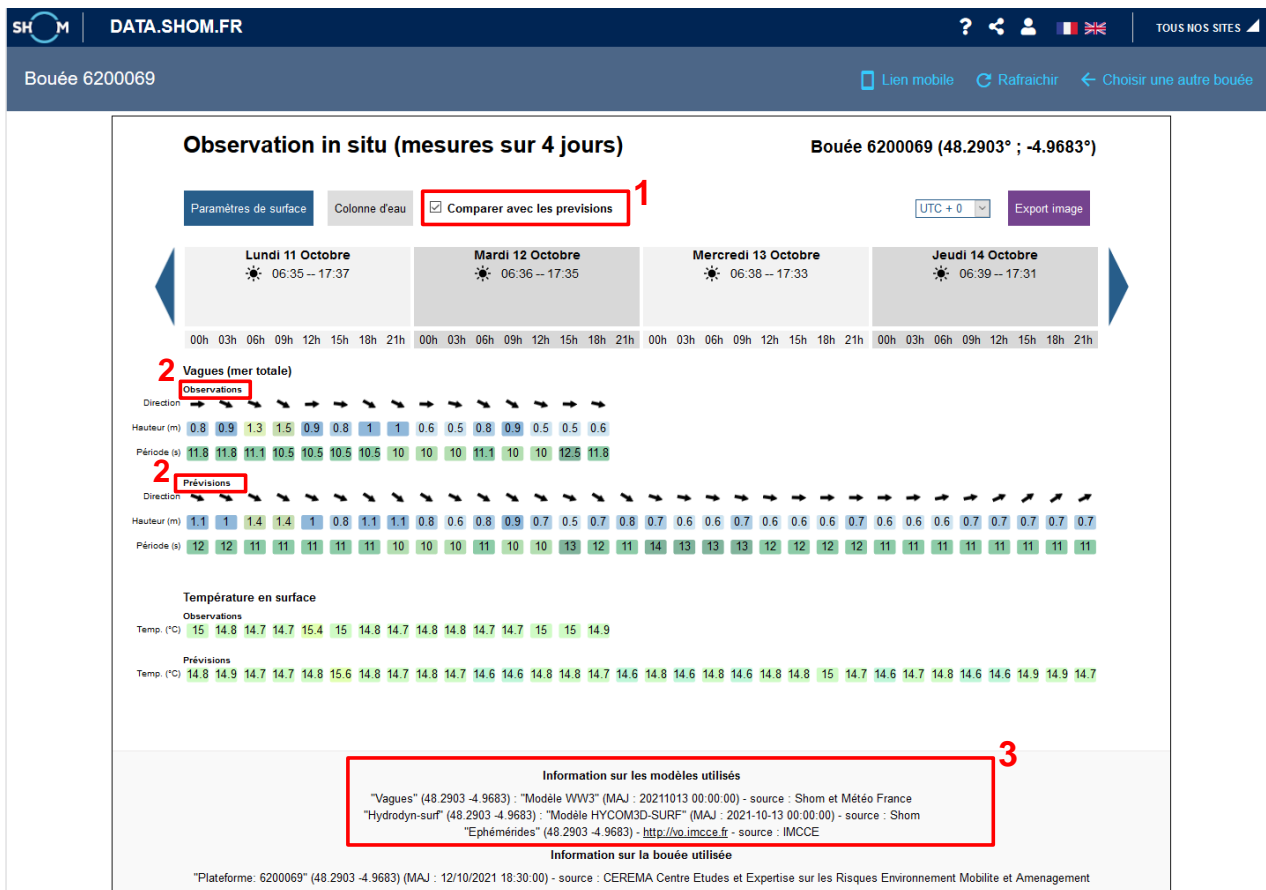 SHOM DATA.SHOM.FR ? TOUS NOS SITES
Bouée 6200069 Lien mobile Rafraichir Choisir une autre bouée
Observation in situ (mesures sur 4 jours) Bouée 6200069 (48.2903° ; -4.9683°)
1
Paramètres de surface Colonne d'eau Comparer avec les previsions UTC + 0 Export image
Lundi 11 Octobre Mardi 12 Octobre Mercredi 13 Octobre Jeudi 14 Octobre
06:35 -- 17:37 06:36 -- 17:35 06:38 -- 17:33 06:39 -- 17:31
00h 03h 06h 09h 12h 15h 18h 21h 00h 03h 06h 09h 12h 15h 18h 21h 00h 03h 06h 09h 12h 15h 18h 21h 00h 03h 06h 09h 12h 15h 18h 21h
2 Vagues (mer totale)
Observations
Direction
Hauteur (m) 0.8 0.9 1.3 1.5 0.9 0.8 1 1 0.6 0.5 0.8 0.9 0.5 0.5 0.6
Période (s) 11.8 11.8 11.1 10.5 10.5 10.5 10.5 10 10 10 11.1 10 10 12.5 11.8
2 Prévisions
Direction
Hauteur (m) 1.1 1 1.4 1.4 1 0.8 1.1 1.1 0.8 0.6 0.8 0.9 0.7 0.5 0.7 0.8 0.7 0.6 0.6 0.7 0.6 0.6 0.6 0.7 0.6 0.6 0.6 0.7 0.7 0.7 0.7 0.7
Période (s) 12 12 11 11 11 11 11 10 10 10 11 10 10 13 12 11 14 13 13 13 12 12 12 12 11 11 11 11 11 11 11 11
Température en surface
Observations
Temp. (°C) 15 14.8 14.7 14.7 15.4 15 14.8 14.7 14.8 14.8 14.7 14.7 15 15 14.9
Prévisions
Temp. (°C) 14.8 14.9 14.7 14.7 14.8 15.6 14.8 14.7 14.8 14.7 14.6 14.6 14.8 14.8 14.7 14.6 14.8 14.6 14.8 14.6 14.8 14.8 15 14.7 14.6 14.7 14.8 14.6 14.6 14.9 14.9 14.7
3
Information sur les modèles utilisés
"Vagues" (48.2903 -4.9683) : "Modèle WW3" (MAJ : 20211013 00:00:00) - source : Shom et Météo France
"Hydrodyn-surf" (48.2903 -4.9683) : "Modèle HYCOM3D-SURF" (MAJ : 2021-10-13 00:00:00) - source : Shom
"Ephémérides" (48.2903 -4.9683) - http://vo.imcce.fr - source : IMCCE
Information sur la bouée utilisée
"Plateforme: 6200069" (48.2903 -4.9683) (MAJ : 12/10/2021 18:30:00) - source : CEREMA Centre Etudes et Expertise sur les Risques Environnement Mobilite et Amenagement